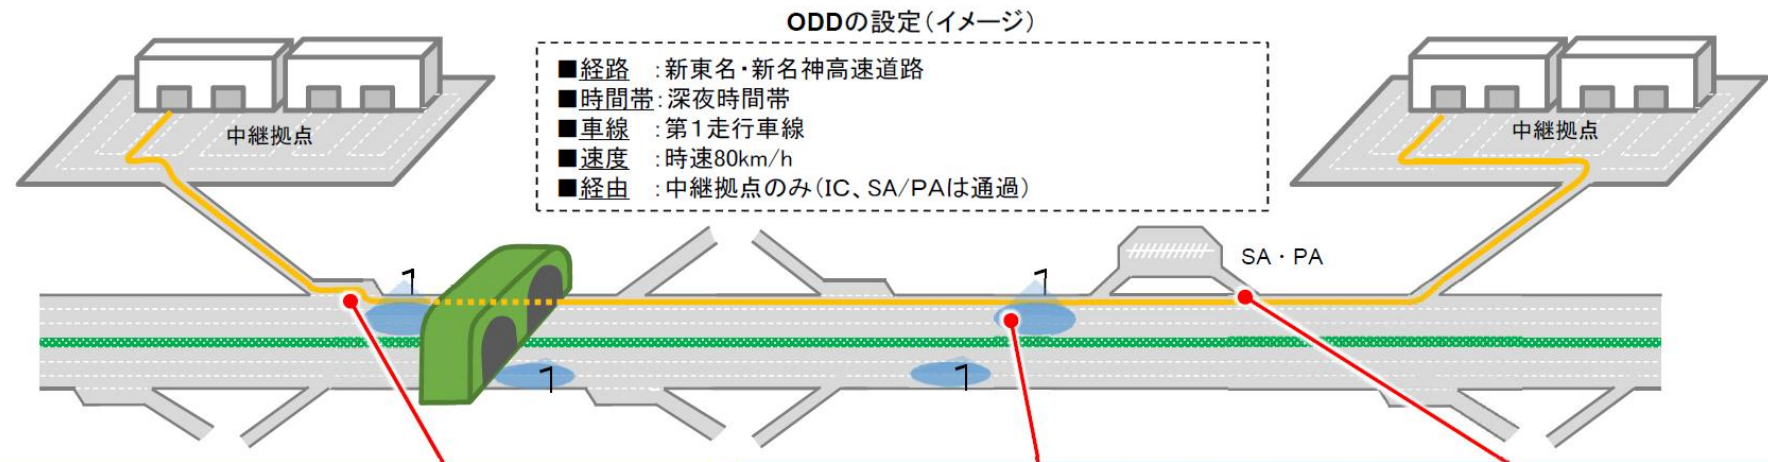 ODDの設定(イメージ)
■経路 :新東名・新名神高速道路
■時間帯:深夜時間帯
■車線 :第1走行車線
■速度 :時速80km/h
■経由 :中継拠点のみ(IC、SA/PAは通過)
中継拠点
中継拠点
SA・PA